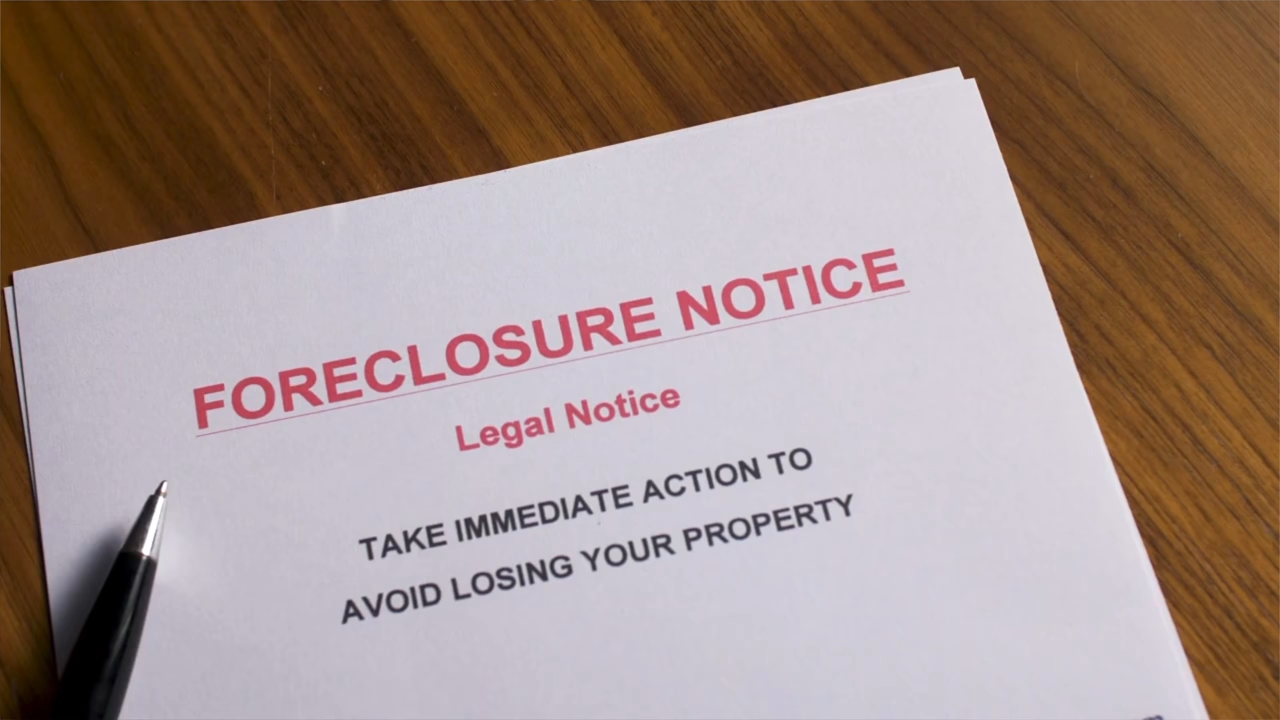 FORECLOSURE NOTICE
Legal Notice
TAKE IMMEDIATE ACTION TO
AVOID LOSING YOUR PROPERTY